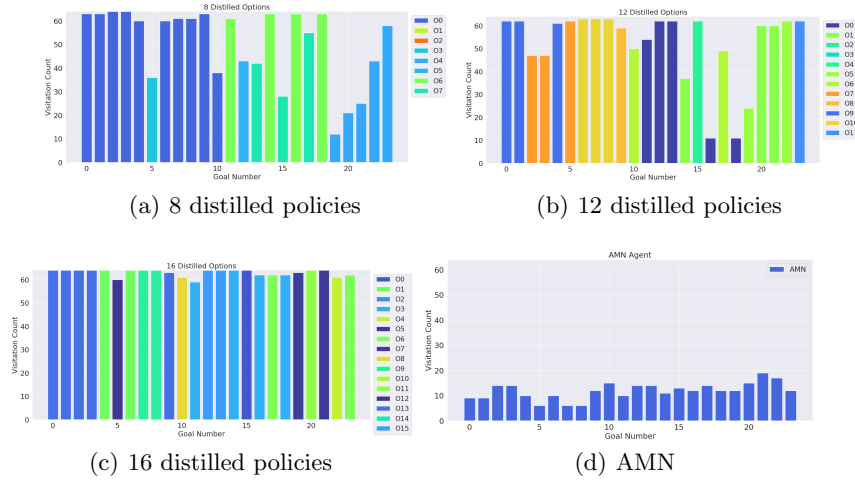 8 Distilled Options
Visitation Count
60
50
40
30
20
10
0
0 5 10 15 20
Goal Number
O0
O1
O2
O3
O4
O5
O6
O7
(a) 8 distilled policies
12 Distilled Options
Visitation Count
60
50
40
30
20
10
0
0 5 10 15 20
Goal Number
O0
O1
O2
O3
O4
O5
O6
O7
O8
O9
O10
O11
(b) 12 distilled policies
16 Distilled Options
Visitation Count
60
50
40
30
20
10
0
0 5 10 15 20
Goal Number
O0
O1
O2
O3
O4
O5
O6
O7
O8
O9
O10
O11
O12
O13
O14
O15
(c) 16 distilled policies
AMN Agent
Visitation Count
60
50
40
30
20
10
0
0 5 10 15 20
Goal Number
AMN
(d) AMN